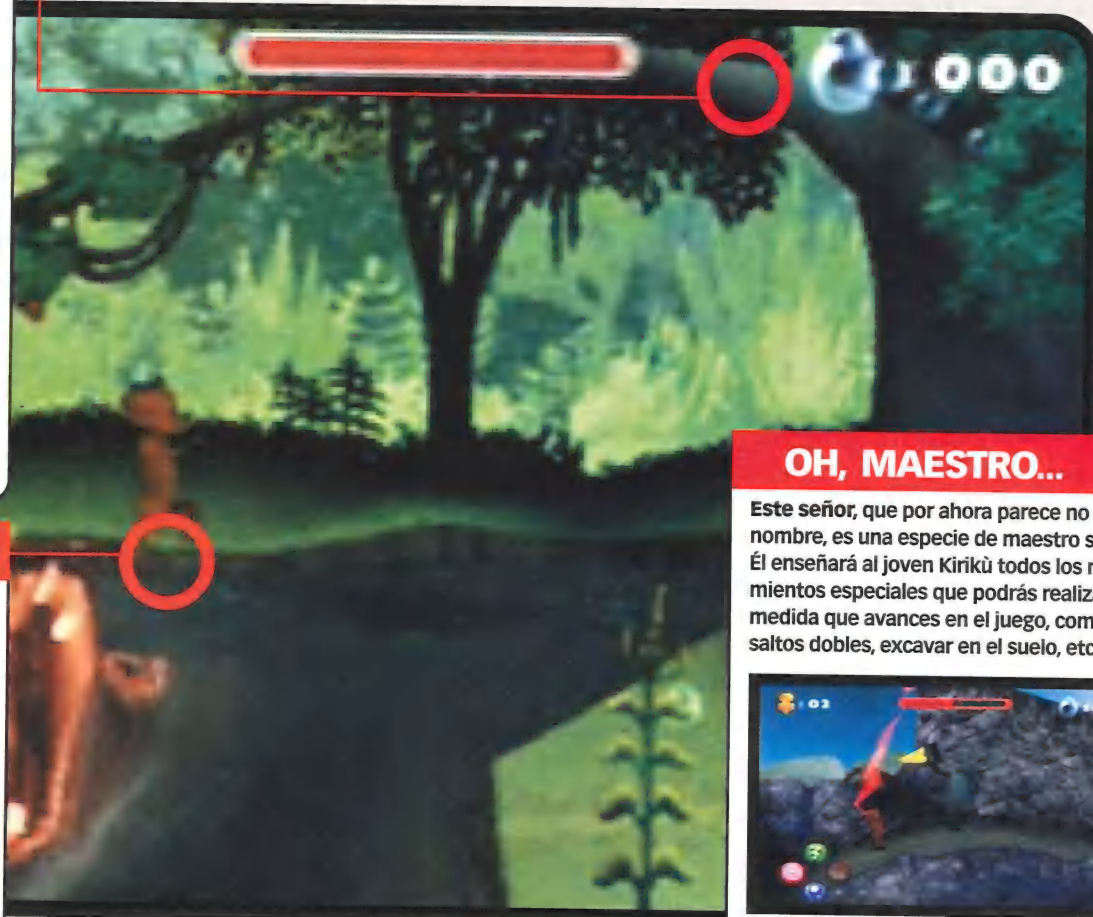 000
OH, MAESTRO...
Este señor, que por ahora parece no
nombre, es una especie de maestro
Él enseñará al joven Kirikù todos los
mientos especiales que podrás
medida que avances en el juego,
saltos dobles, excavar en el suelo, etc
: 03